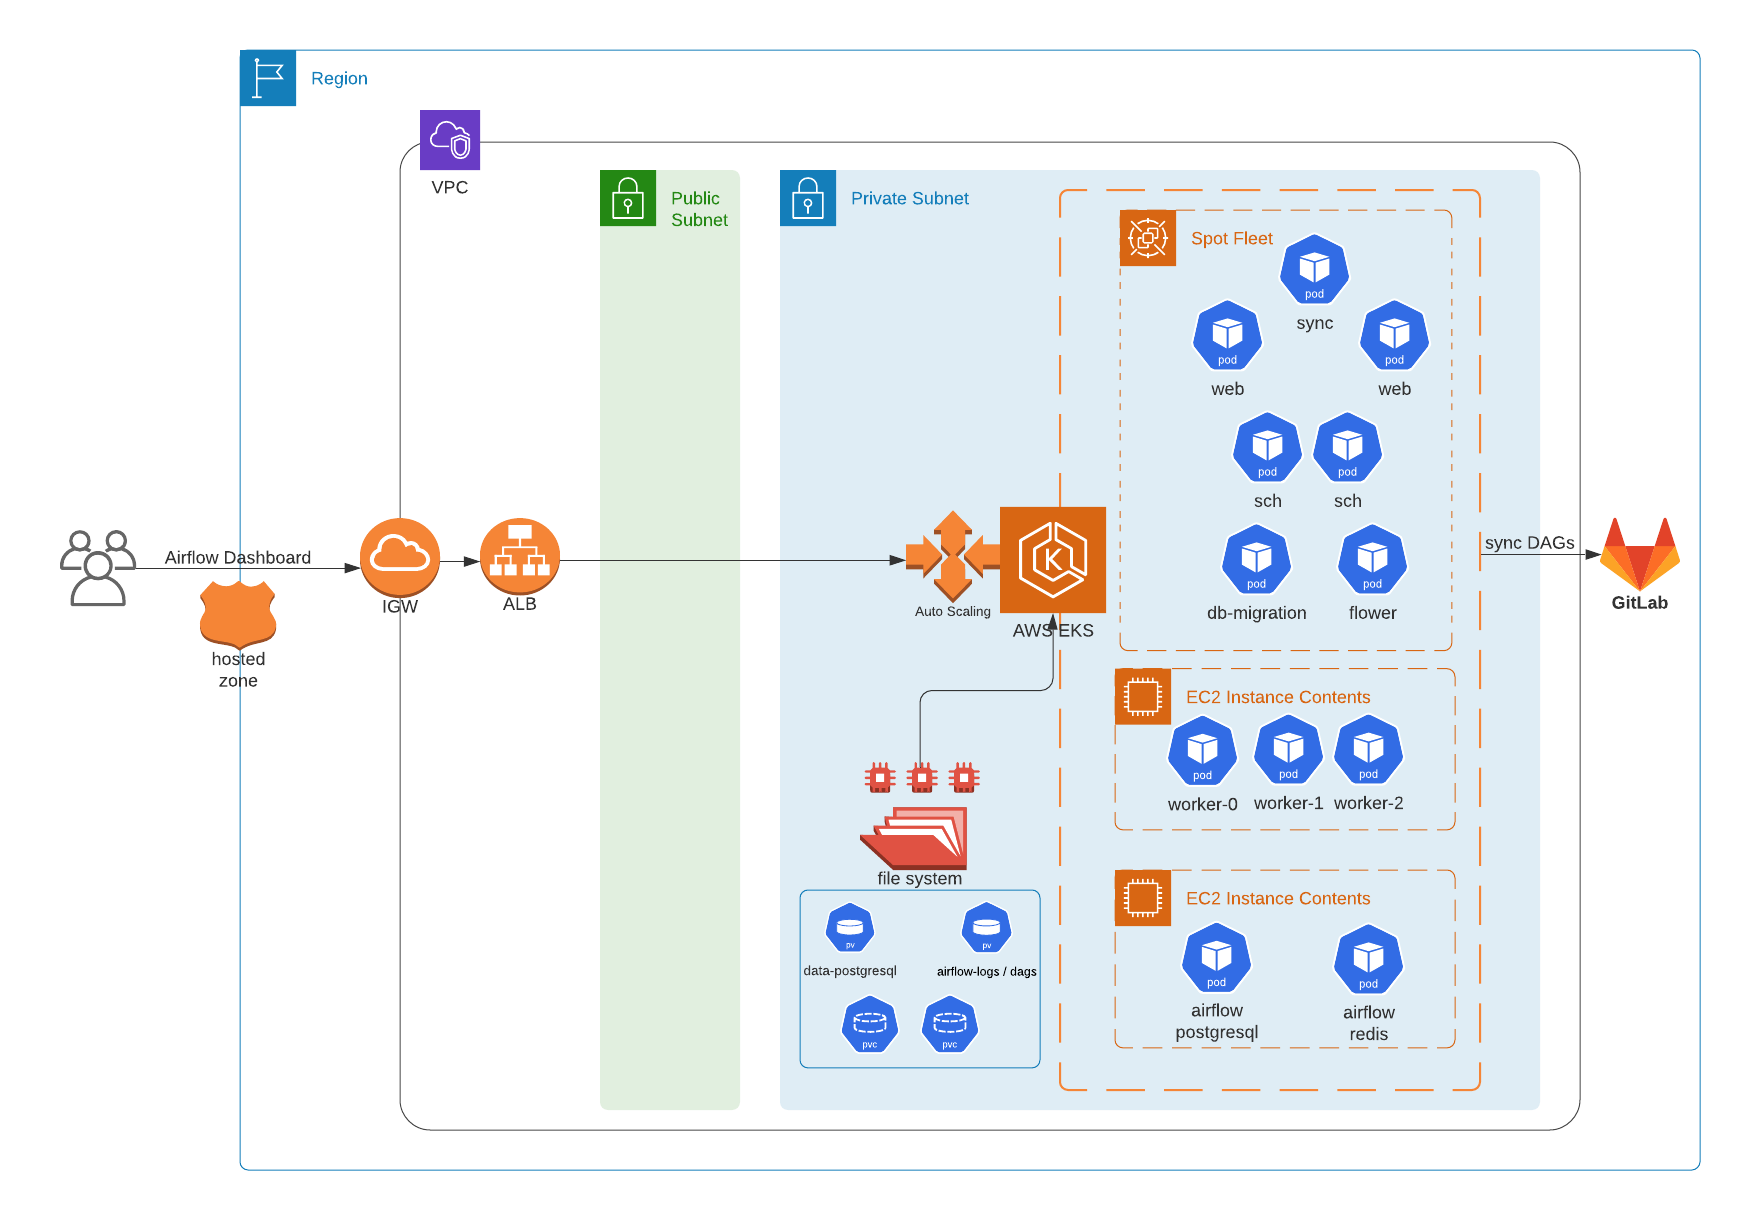 Region
VPC
Public
Subnet
Private Subnet
Spot Fleet
pod
sync
pod
web
pod
web
pod
sch
pod
sch
pod
db-migration
pod
flower
Airflow Dashboard
hosted
zone
IGW
ALB
Auto Scaling
K
AWS EKS
sync DAGs
GitLab
EC2 Instance Contents
pod
worker-0
pod
worker-1
pod
worker-2
file system
pv
data-postgresql
pv
airflow-logs / dags
pvc
pvc
EC2 Instance Contents
pod
airflow
postgresql
pod
airflow
redis